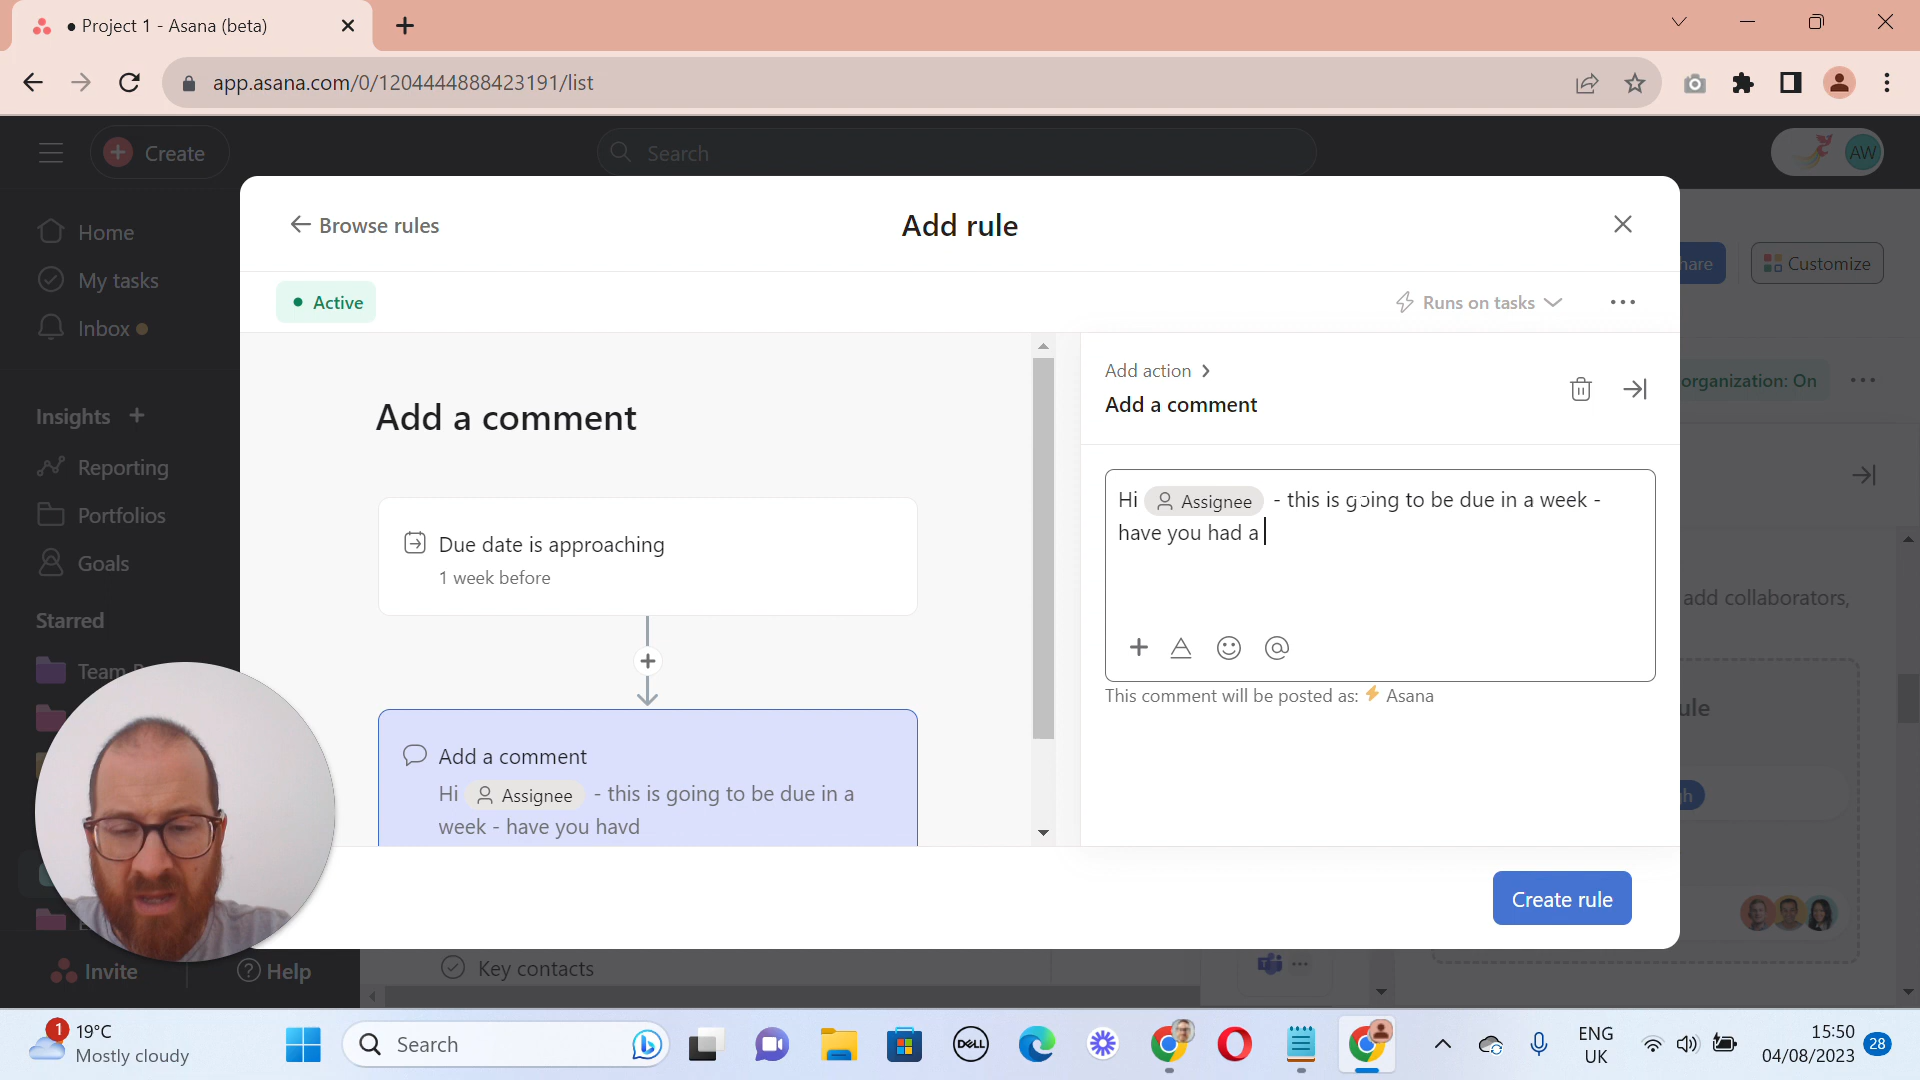 Project 1 - Asana (beta)
app.asana.com/0/1204444888423191/list
Create
Search
AW
Home
My tasks
Inbox
Insights +
Reporting
Portfolios
Goals
Starred
Team
Invite
Help
Browse rules
Add rule
Active
Runs on tasks
Customize
organization: On
Add a comment
Due date is approaching
1 week before
Add a comment
Hi Assignee - this is going to be due in a
week - have you havd
Add action >
Add a comment
Hi Assignee - this is going to be due in a week -
have you had a
This comment will be posted as: Asana
add collaborators,
Create rule
Key contacts
1
19°C
Mostly cloudy
Search
DELL
ENG
UK
15:50
04/08/2023
28